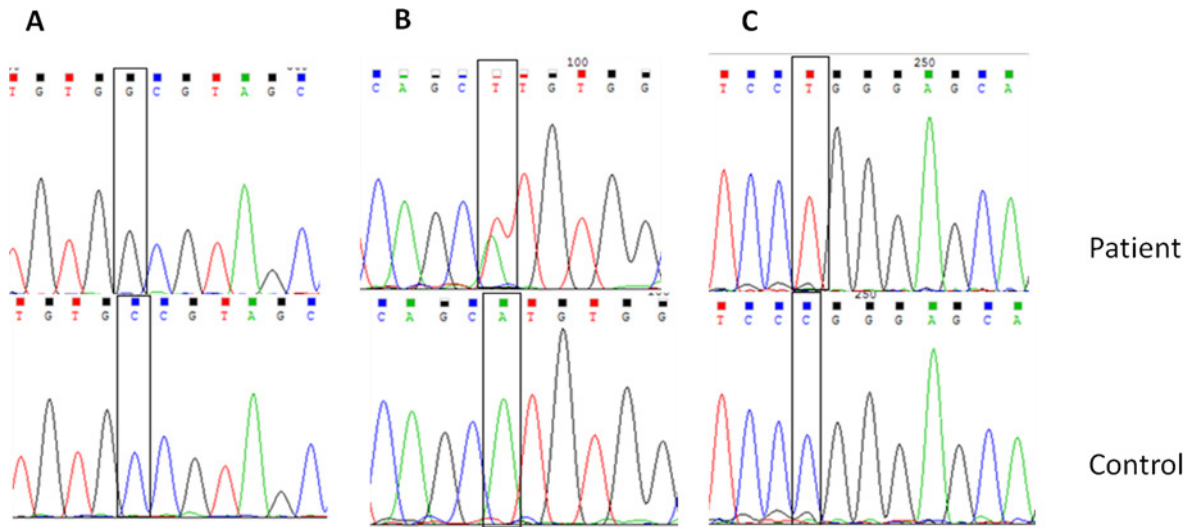 A B C
100
250
T G T G G C G T A G C
C A G C T T G T G G
T C C T G G G A G C A
Patient
250
T G T G C C G T A G C
C A G C A T G T G G
T C C C G G G A G C A
Control